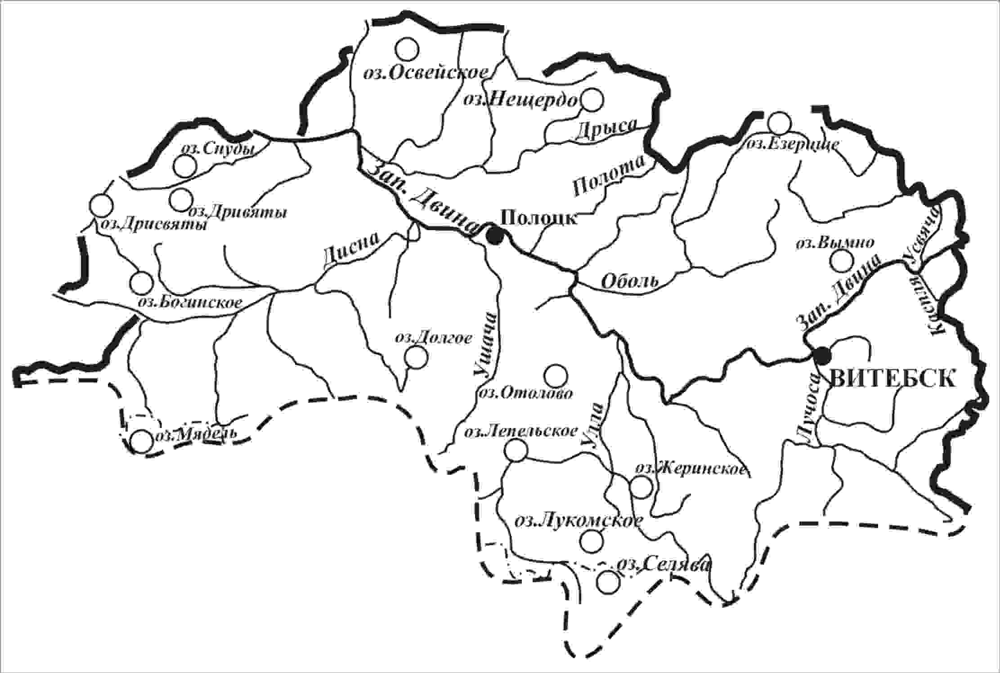 оз.Освейское
оз.Нещердо
Дрыса
оз.Снуды
оз.Езерище
Зап. Двина
Полота
оз.Дривяты
оз.Дрисвяты
Полоцк
Дисна
оз.Вымно
Усвяча
Зап. Двина
Оболь
Каспля
оз.Богинское
оз.Долгое
Ушача
ВИТЕБСК
оз.Отолово
Лучоса
Улла
оз.Мядель
оз.Лепельское
оз.Жеринское
оз.Лукомское
оз.Селява